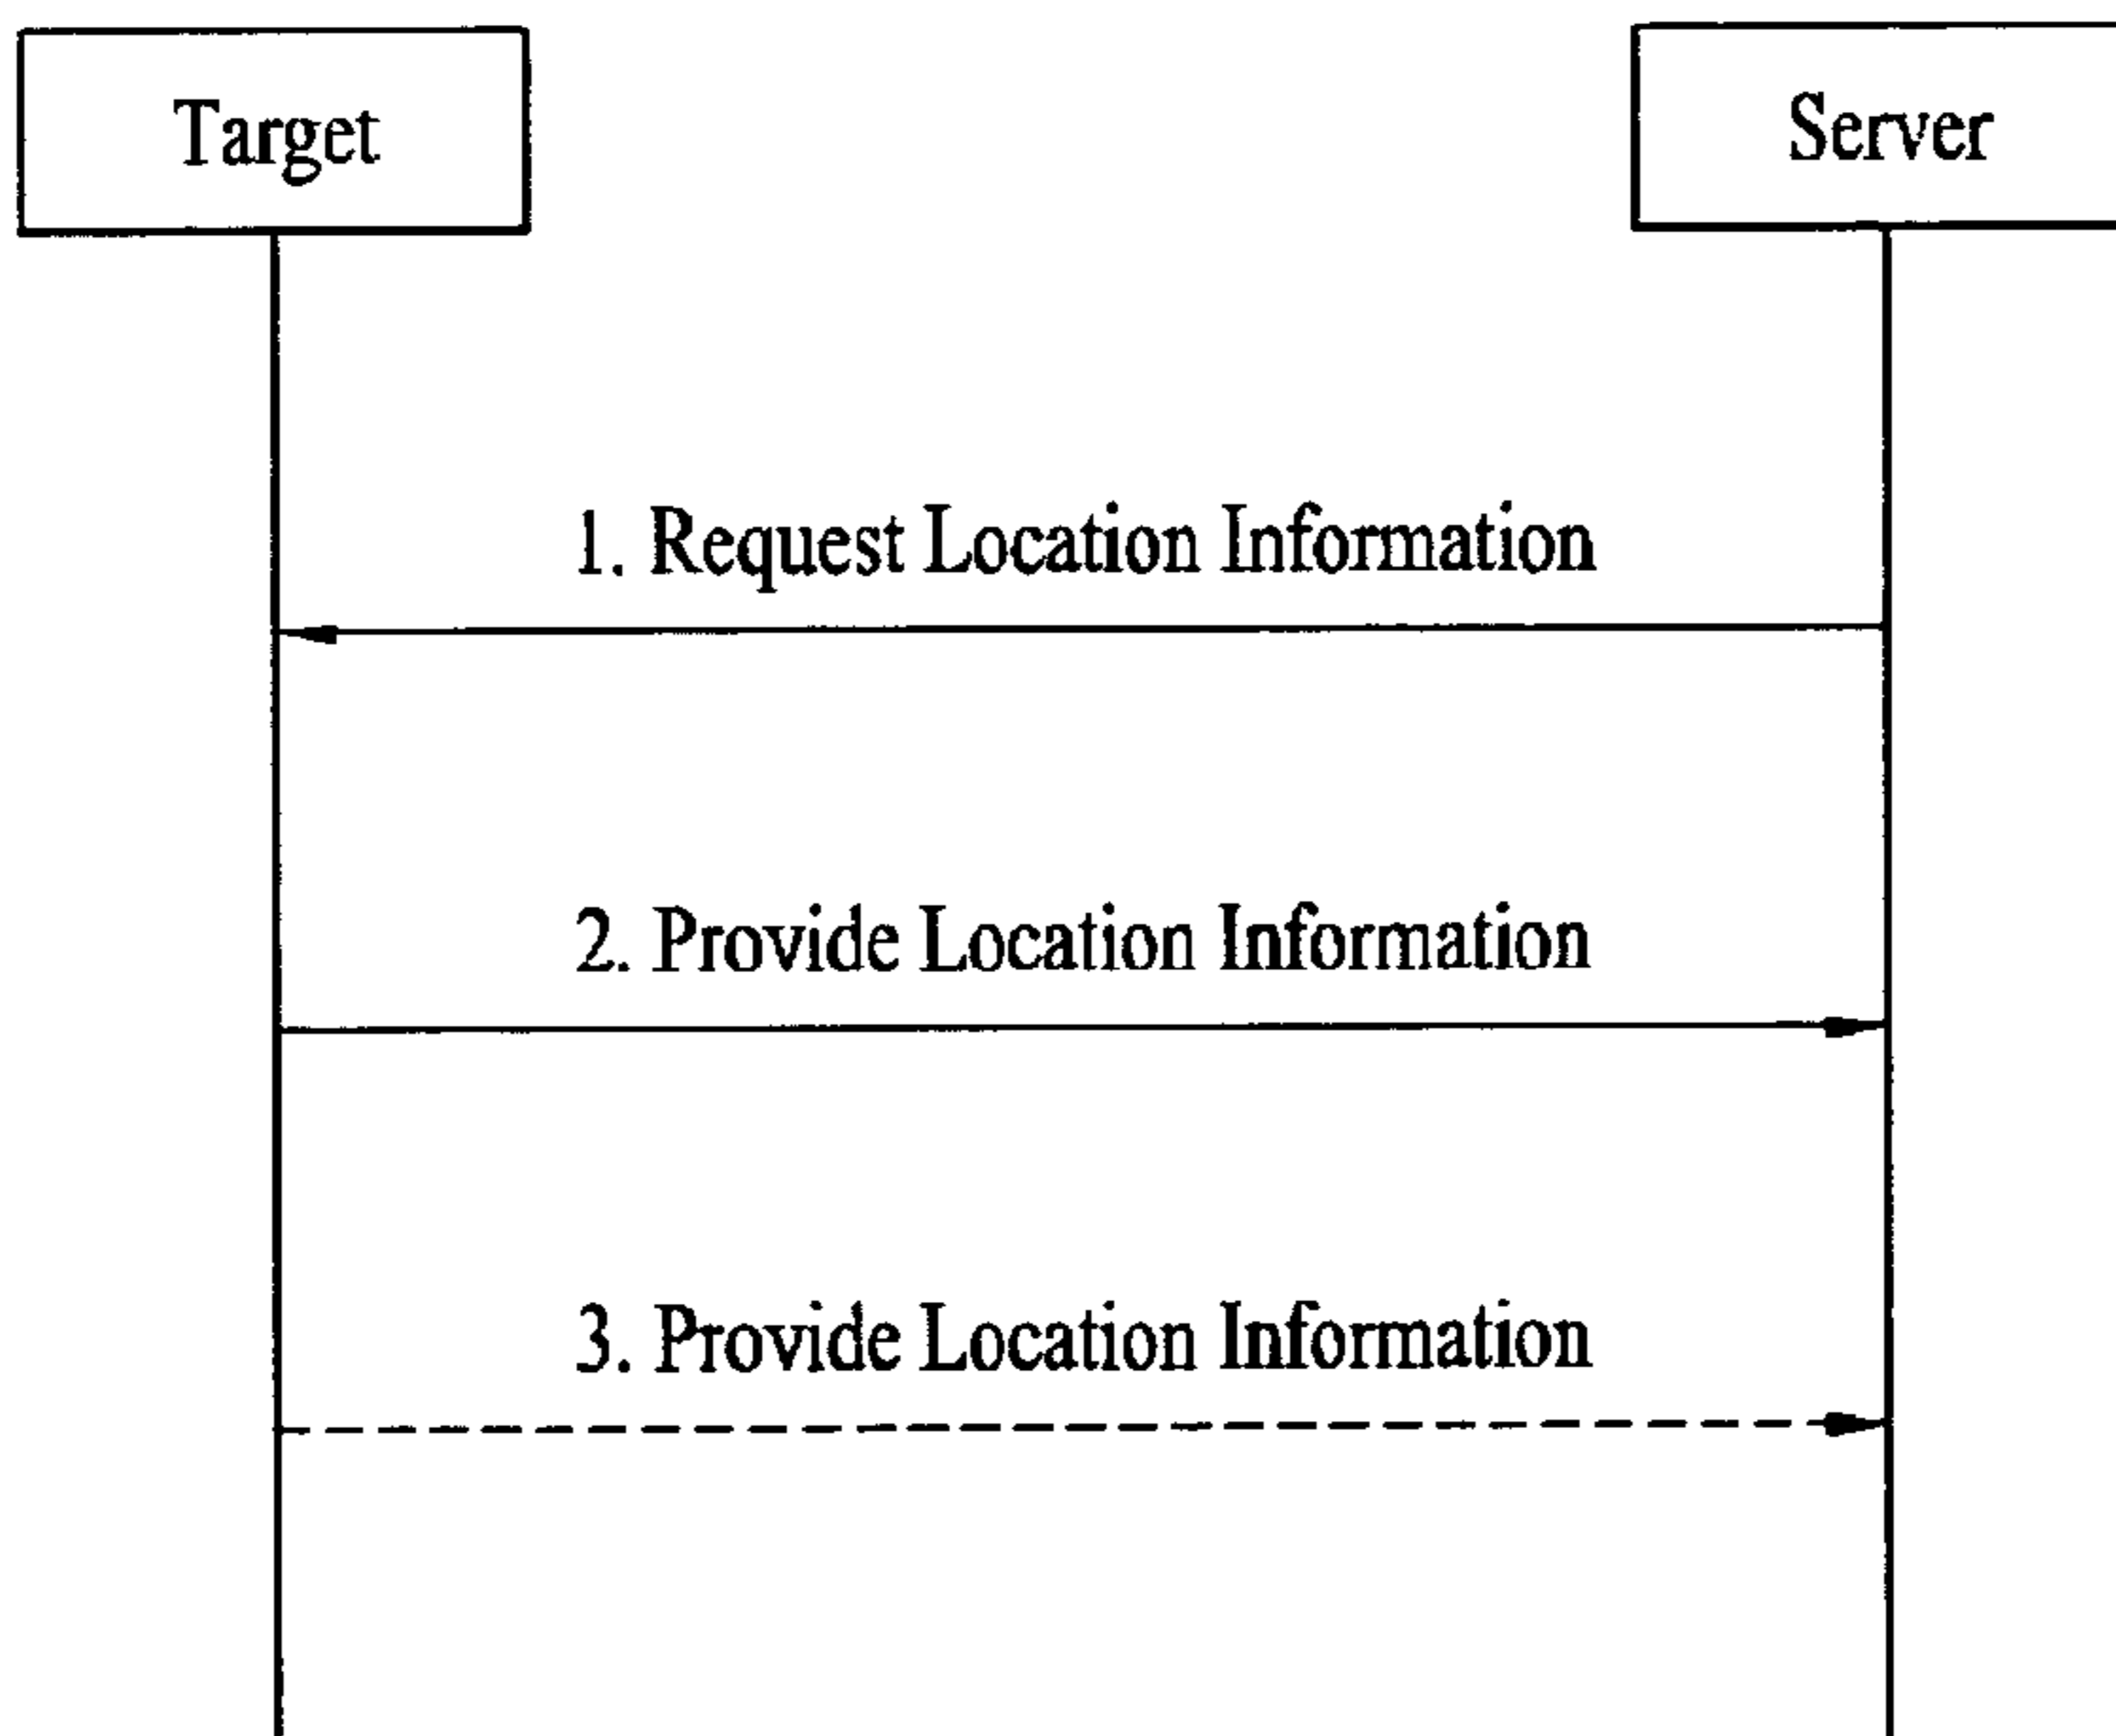 Target
Server
1. Request Location Information
2. Provide Location Information
3. Provide Location Information